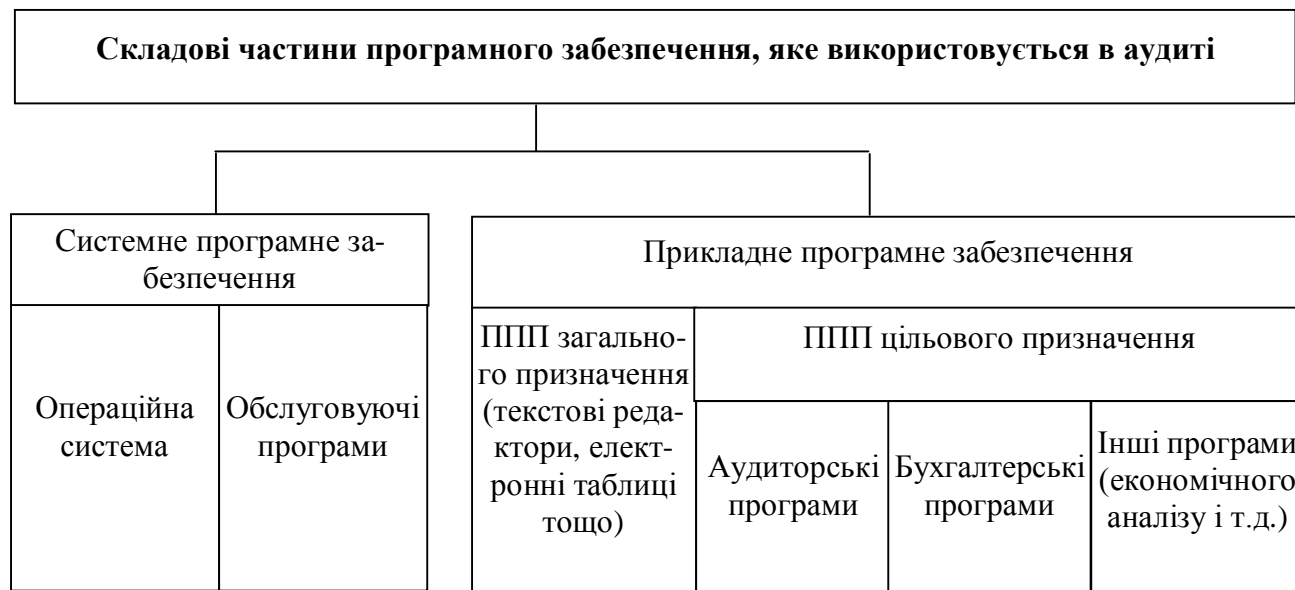 Складові частини програмного забезпечення, яке використовується в аудиті
Системне програмне за-
безпечення
Операційна
система
Обслуговуючі
програми
Прикладне програмне забезпечення
ППП загально-
го призначення
(текстові реда-
ктори, елект-
ронні таблиці
тощо)
ППП цільового призначення
Аудиторські
програми
Бухгалтерські
програми
Інші програми
(економічного
аналізу і т.д.)